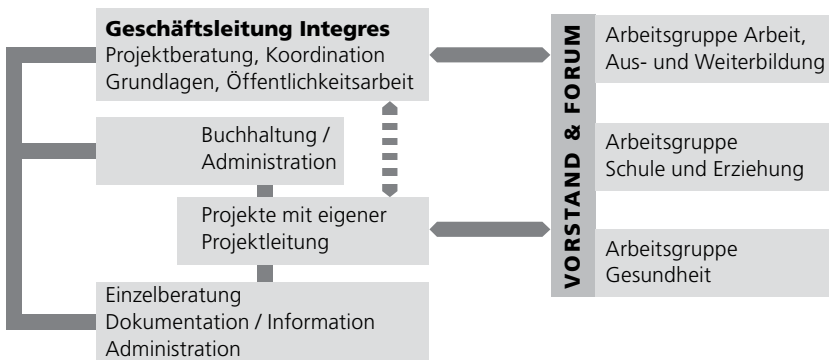 Geschäftsleitung Integres
Projektberatung, Koordination
Grundlagen, Öffentlichkeitsarbeit
Buchhaltung /
Administration
Projekte mit eigener
Projektleitung
Einzelberatung
Dokumentation / Information
Administration
VORSTAND & FORUM
Arbeitsgruppe Arbeit,
Aus- und Weiterbildung
Arbeitsgruppe
Schule und Erziehung
Arbeitsgruppe
Gesundheit